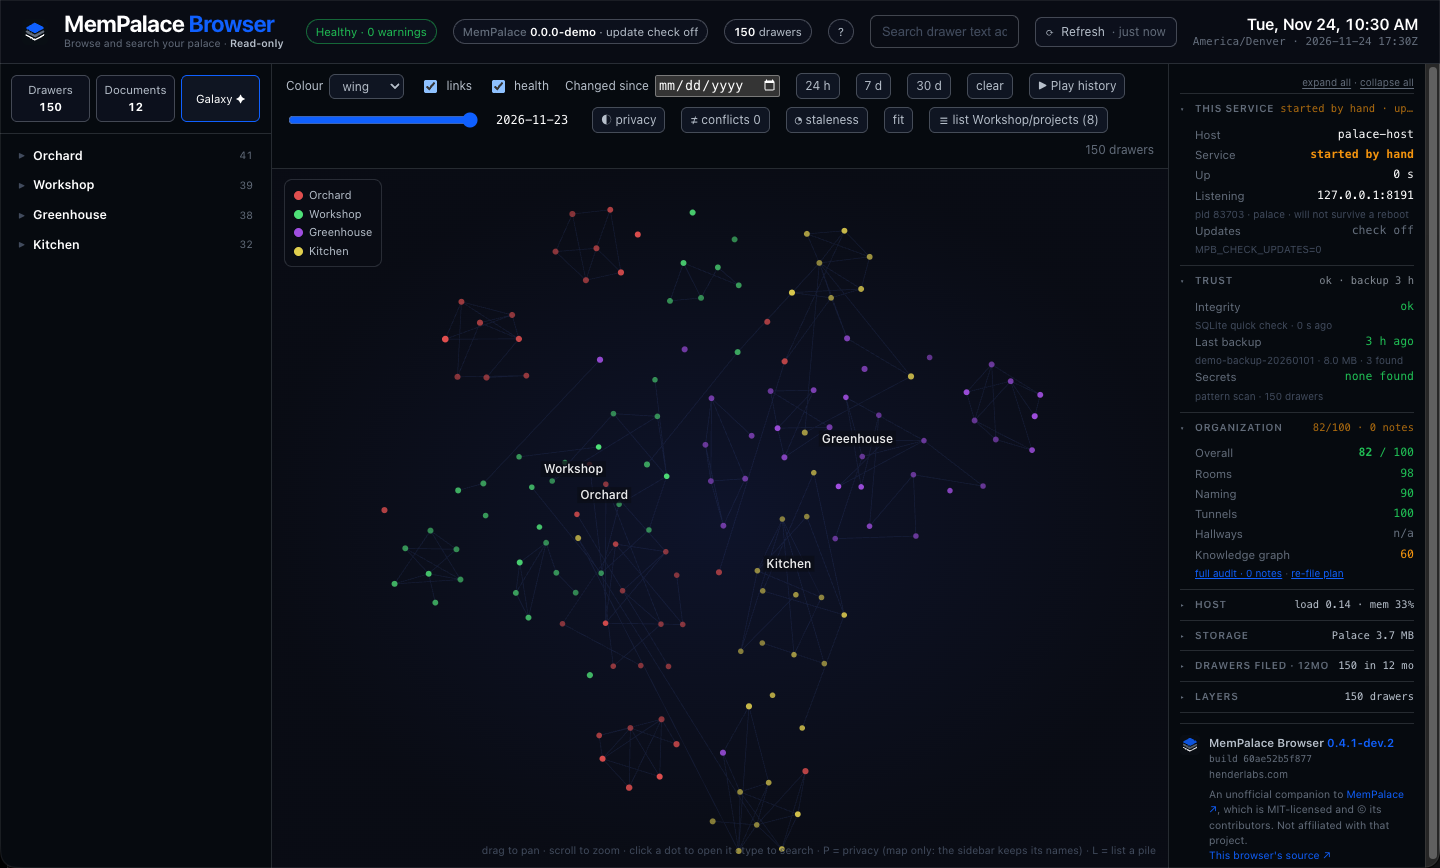 MemPalace Browser
Browse and search your palace · Read-only
Healthy · 0 warnings
MemPalace 0.0.0-demo · update check off
150 drawers
?
Search drawer text ac
Refresh · just now
Tue, Nov 24, 10:30 AM
America/Denver · 2026-11-24 17:30Z
Drawers
150
Documents
12
Galaxy ✦
Orchard 41
Workshop 39
Greenhouse 38
Kitchen 32
Colour wing links health Changed since mm/dd/yyyy 24 h 7 d 30 d clear ▶ Play history
2026-11-23 ◐ privacy ≠ conflicts 0 ◔ staleness fit ☰ list Workshop/projects (8)
150 drawers
Orchard
Workshop
Greenhouse
Kitchen
Greenhouse
Workshop
Orchard
Kitchen
drag to pan · scroll to zoom · click a dot to open it · type to search · P = privacy (map only: the sidebar keeps its names) · L = list a pile
expand all · collapse all
THIS SERVICE started by hand · up…
Host palace-host
Service started by hand
Up 0 s
Listening 127.0.0.1:8191
pid 83703 · palace · will not survive a reboot
Updates check off
MPB_CHECK_UPDATES=0
TRUST ok · backup 3 h
Integrity ok
SQLite quick check · 0 s ago
Last backup 3 h ago
demo-backup-20260101 · 8.0 MB · 3 found
Secrets none found
pattern scan · 150 drawers
ORGANIZATION 82/100 · 0 notes
Overall 82 / 100
Rooms 98
Naming 90
Tunnels 100
Hallways n/a
Knowledge graph 60
full audit · 0 notes · re-file plan
HOST load 0.14 · mem 33%
STORAGE Palace 3.7 MB
DRAWERS FILED · 12MO 150 in 12 mo
LAYERS 150 drawers
MemPalace Browser 0.4.1-dev.2
build 60ae52b5f877
henderlabs.com
An unofficial companion to MemPalace
↗, which is MIT-licensed and © its
contributors. Not affiliated with that
project.
This browser's source ↗